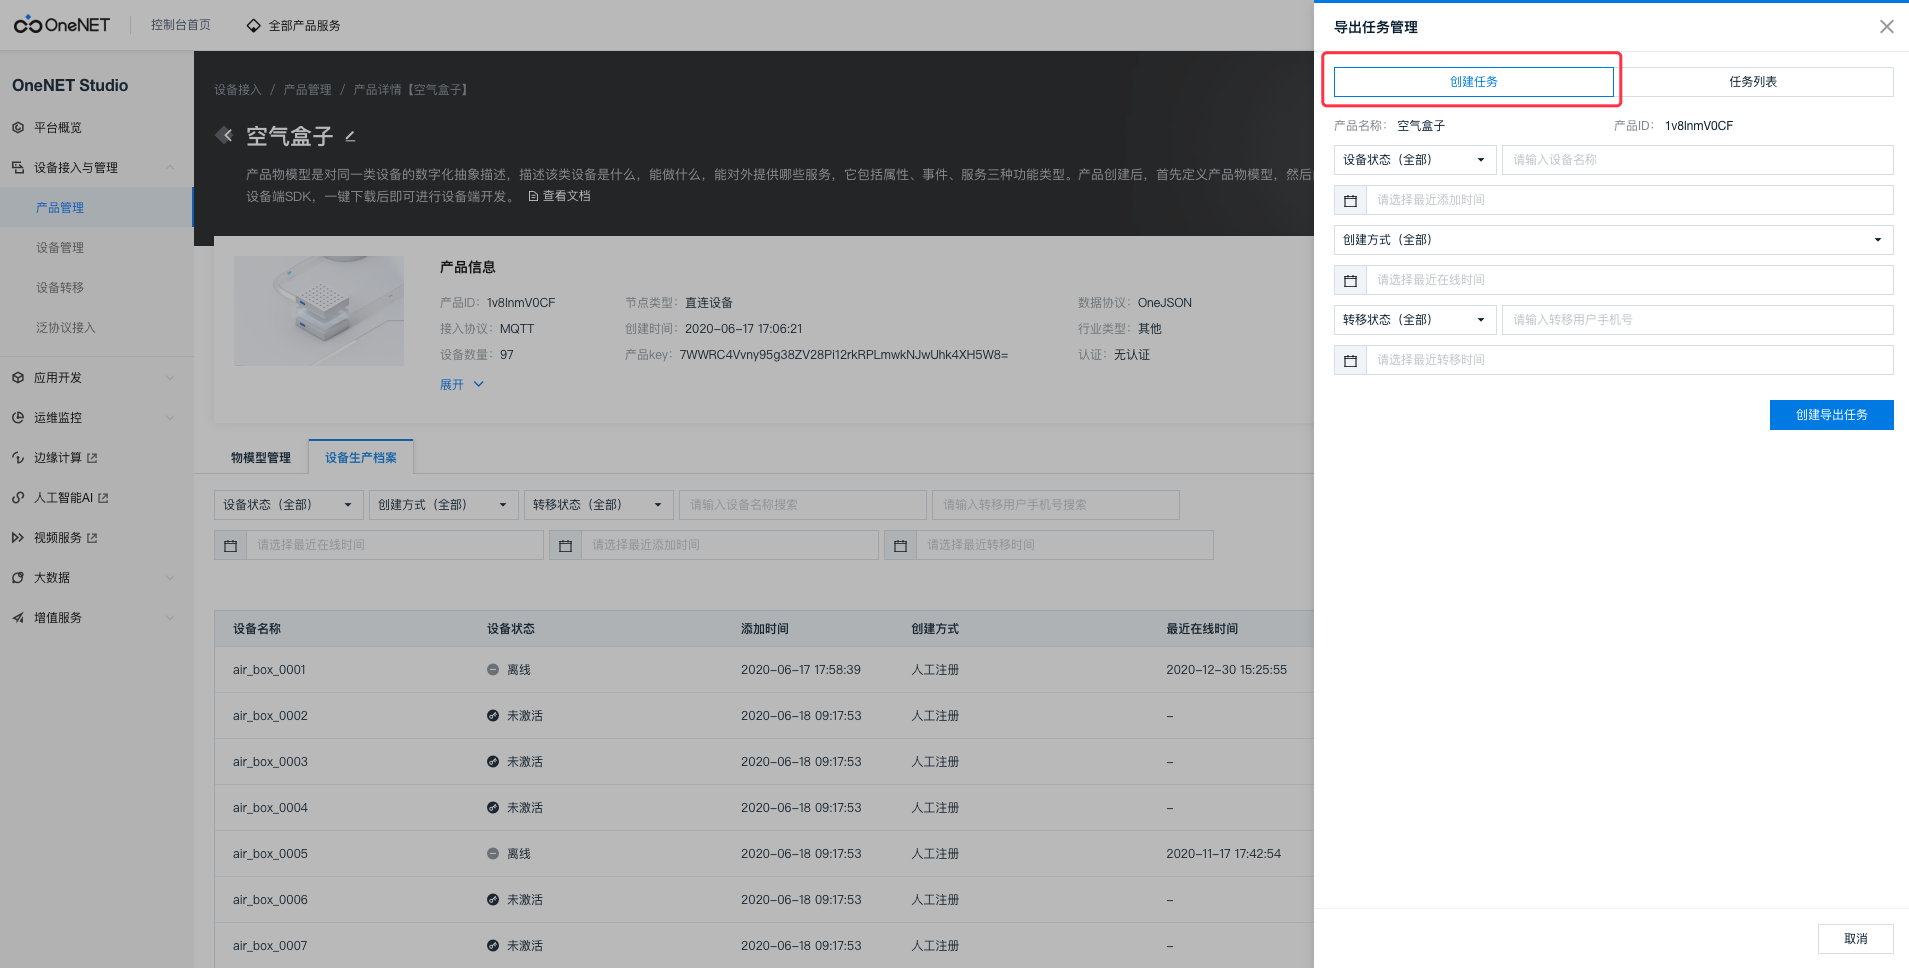 OneNET
控制台首页
全部产品服务
OneNET Studio
平台概览
设备接入与管理
产品管理
设备管理
设备转移
泛协议接入
应用开发
运维监控
边缘计算
人工智能AI
视频服务
大数据
增值服务
设备接入 / 产品管理 / 产品详情【空气盒子】
空气盒子
产品物模型是对同一类设备的数字化抽象描述，描述该类设备是什么，能做什么，能对外提供哪些服务，它包括属性、事件、服务三种功能类型。产品创建后，首先定义产品物模型，然后
设备端SDK，一键下载后即可进行设备端开发。 查看文档
产品信息
产品ID： 1v8lnmV0CF 节点类型： 直连设备 数据协议： OneJSON
接入协议： MQTT 创建时间： 2020-06-17 17:06:21 行业类型： 其他
设备数量： 97 产品key： 7WWRC4Vvny95g38ZV28Pi12rkRPLmwkNJwUhk4XH5W8= 认证： 无认证
展开
物模型管理 设备生产档案
设备状态（全部） 创建方式（全部） 转移状态（全部） 请输入设备名称搜索 请输入转移用户手机号搜索
请选择最近在线时间 请选择最近添加时间 请选择最近转移时间
设备名称 设备状态 添加时间 创建方式 最近在线时间
air_box_0001 离线 2020-06-17 17:58:39 人工注册 2020-12-30 15:25:55
air_box_0002 未激活 2020-06-18 09:17:53 人工注册 -
air_box_0003 未激活 2020-06-18 09:17:53 人工注册 -
air_box_0004 未激活 2020-06-18 09:17:53 人工注册 -
air_box_0005 离线 2020-06-18 09:17:53 人工注册 2020-11-17 17:42:54
air_box_0006 未激活 2020-06-18 09:17:53 人工注册 -
air_box_0007 未激活 2020-06-18 09:17:53 人工注册 -
导出任务管理
创建任务 任务列表
产品名称： 空气盒子 产品ID： 1v8lnmV0CF
设备状态（全部） 请输入设备名称
请选择最近添加时间
创建方式（全部）
请选择最近在线时间
转移状态（全部） 请输入转移用户手机号
请选择最近转移时间
创建导出任务
取消